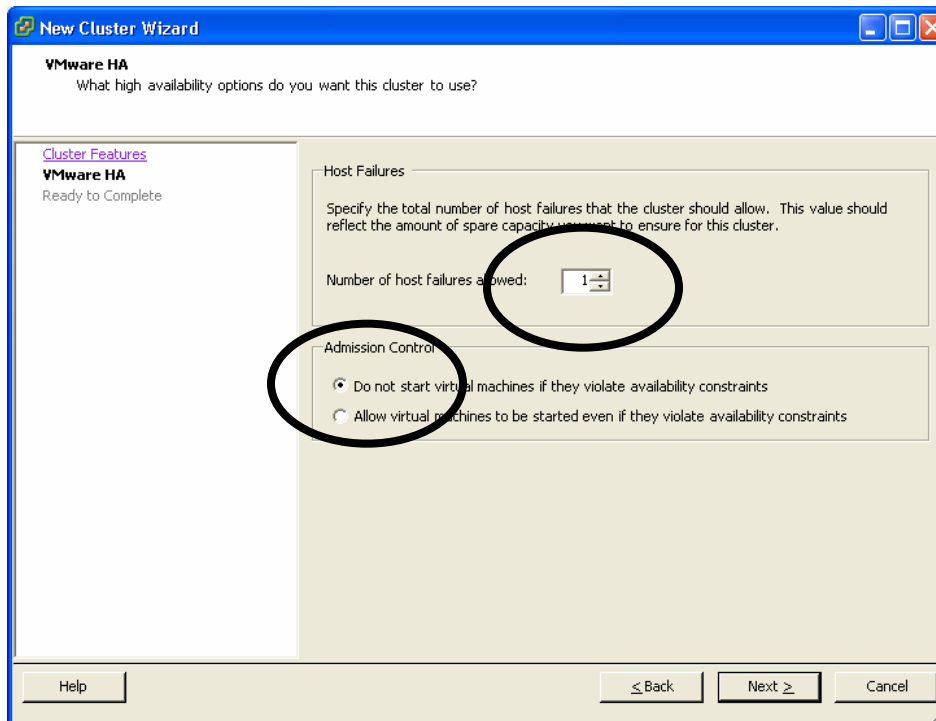 New Cluster Wizard
VMware HA
What high availability options do you want this cluster to use?
Cluster Features
VMware HA
Ready to Complete
Host Failures
Specify the total number of host failures that the cluster should allow. This value should
reflect the amount of spare capacity you want to ensure for this cluster.
Number of host failures allowed: 1
Admission Control
Do not start virtual machines if they violate availability constraints
Allow virtual machines to be started even if they violate availability constraints
Help
< Back
Next >
Cancel